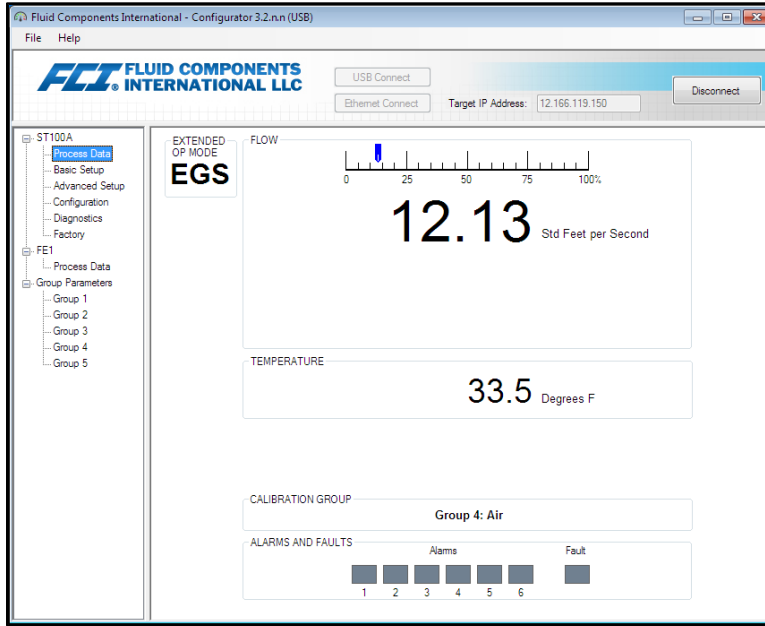 Fluid Components International - Configurator 3.2.n.n (USB)
File Help
FCI® FLUID COMPONENTS
INTERNATIONAL LLC
USB Connect
Ethernet Connect
Target IP Address: 12.166.119.150
Disconnect
ST100A
Process Data
Basic Setup
Advanced Setup
Configuration
Diagnostics
Factory
FE1
Process Data
Group Parameters
Group 1
Group 2
Group 3
Group 4
Group 5
EXTENDED
OP MODE
EGS
FLOW
0 25 50 75 100%
12.13 Std Feet per Second
TEMPERATURE
33.5 Degrees F
CALIBRATION GROUP
Group 4: Air
ALARMS AND FAULTS
Alarms Fault
1 2 3 4 5 6